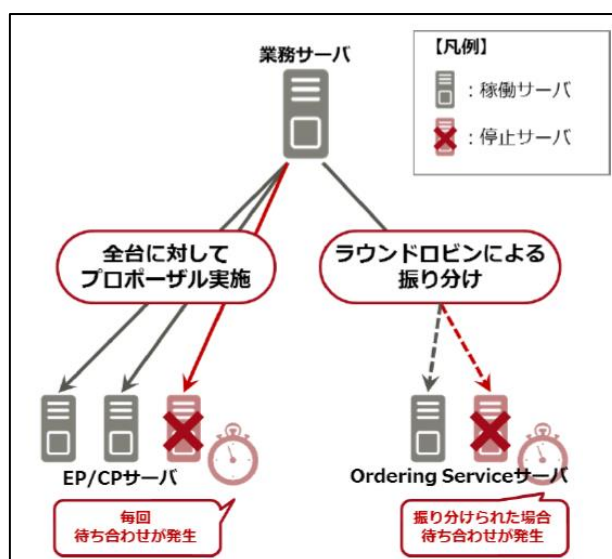 業務サーバ
【凡例】
：稼働サーバ
：停止サーバ
全台に対して
プロポーザル実施
ラウンドロビンによる
振り分け
EP/CPサーバ
Ordering Serviceサーバ
毎回
待ち合わせが発生
振り分けられた場合
待ち合わせが発生